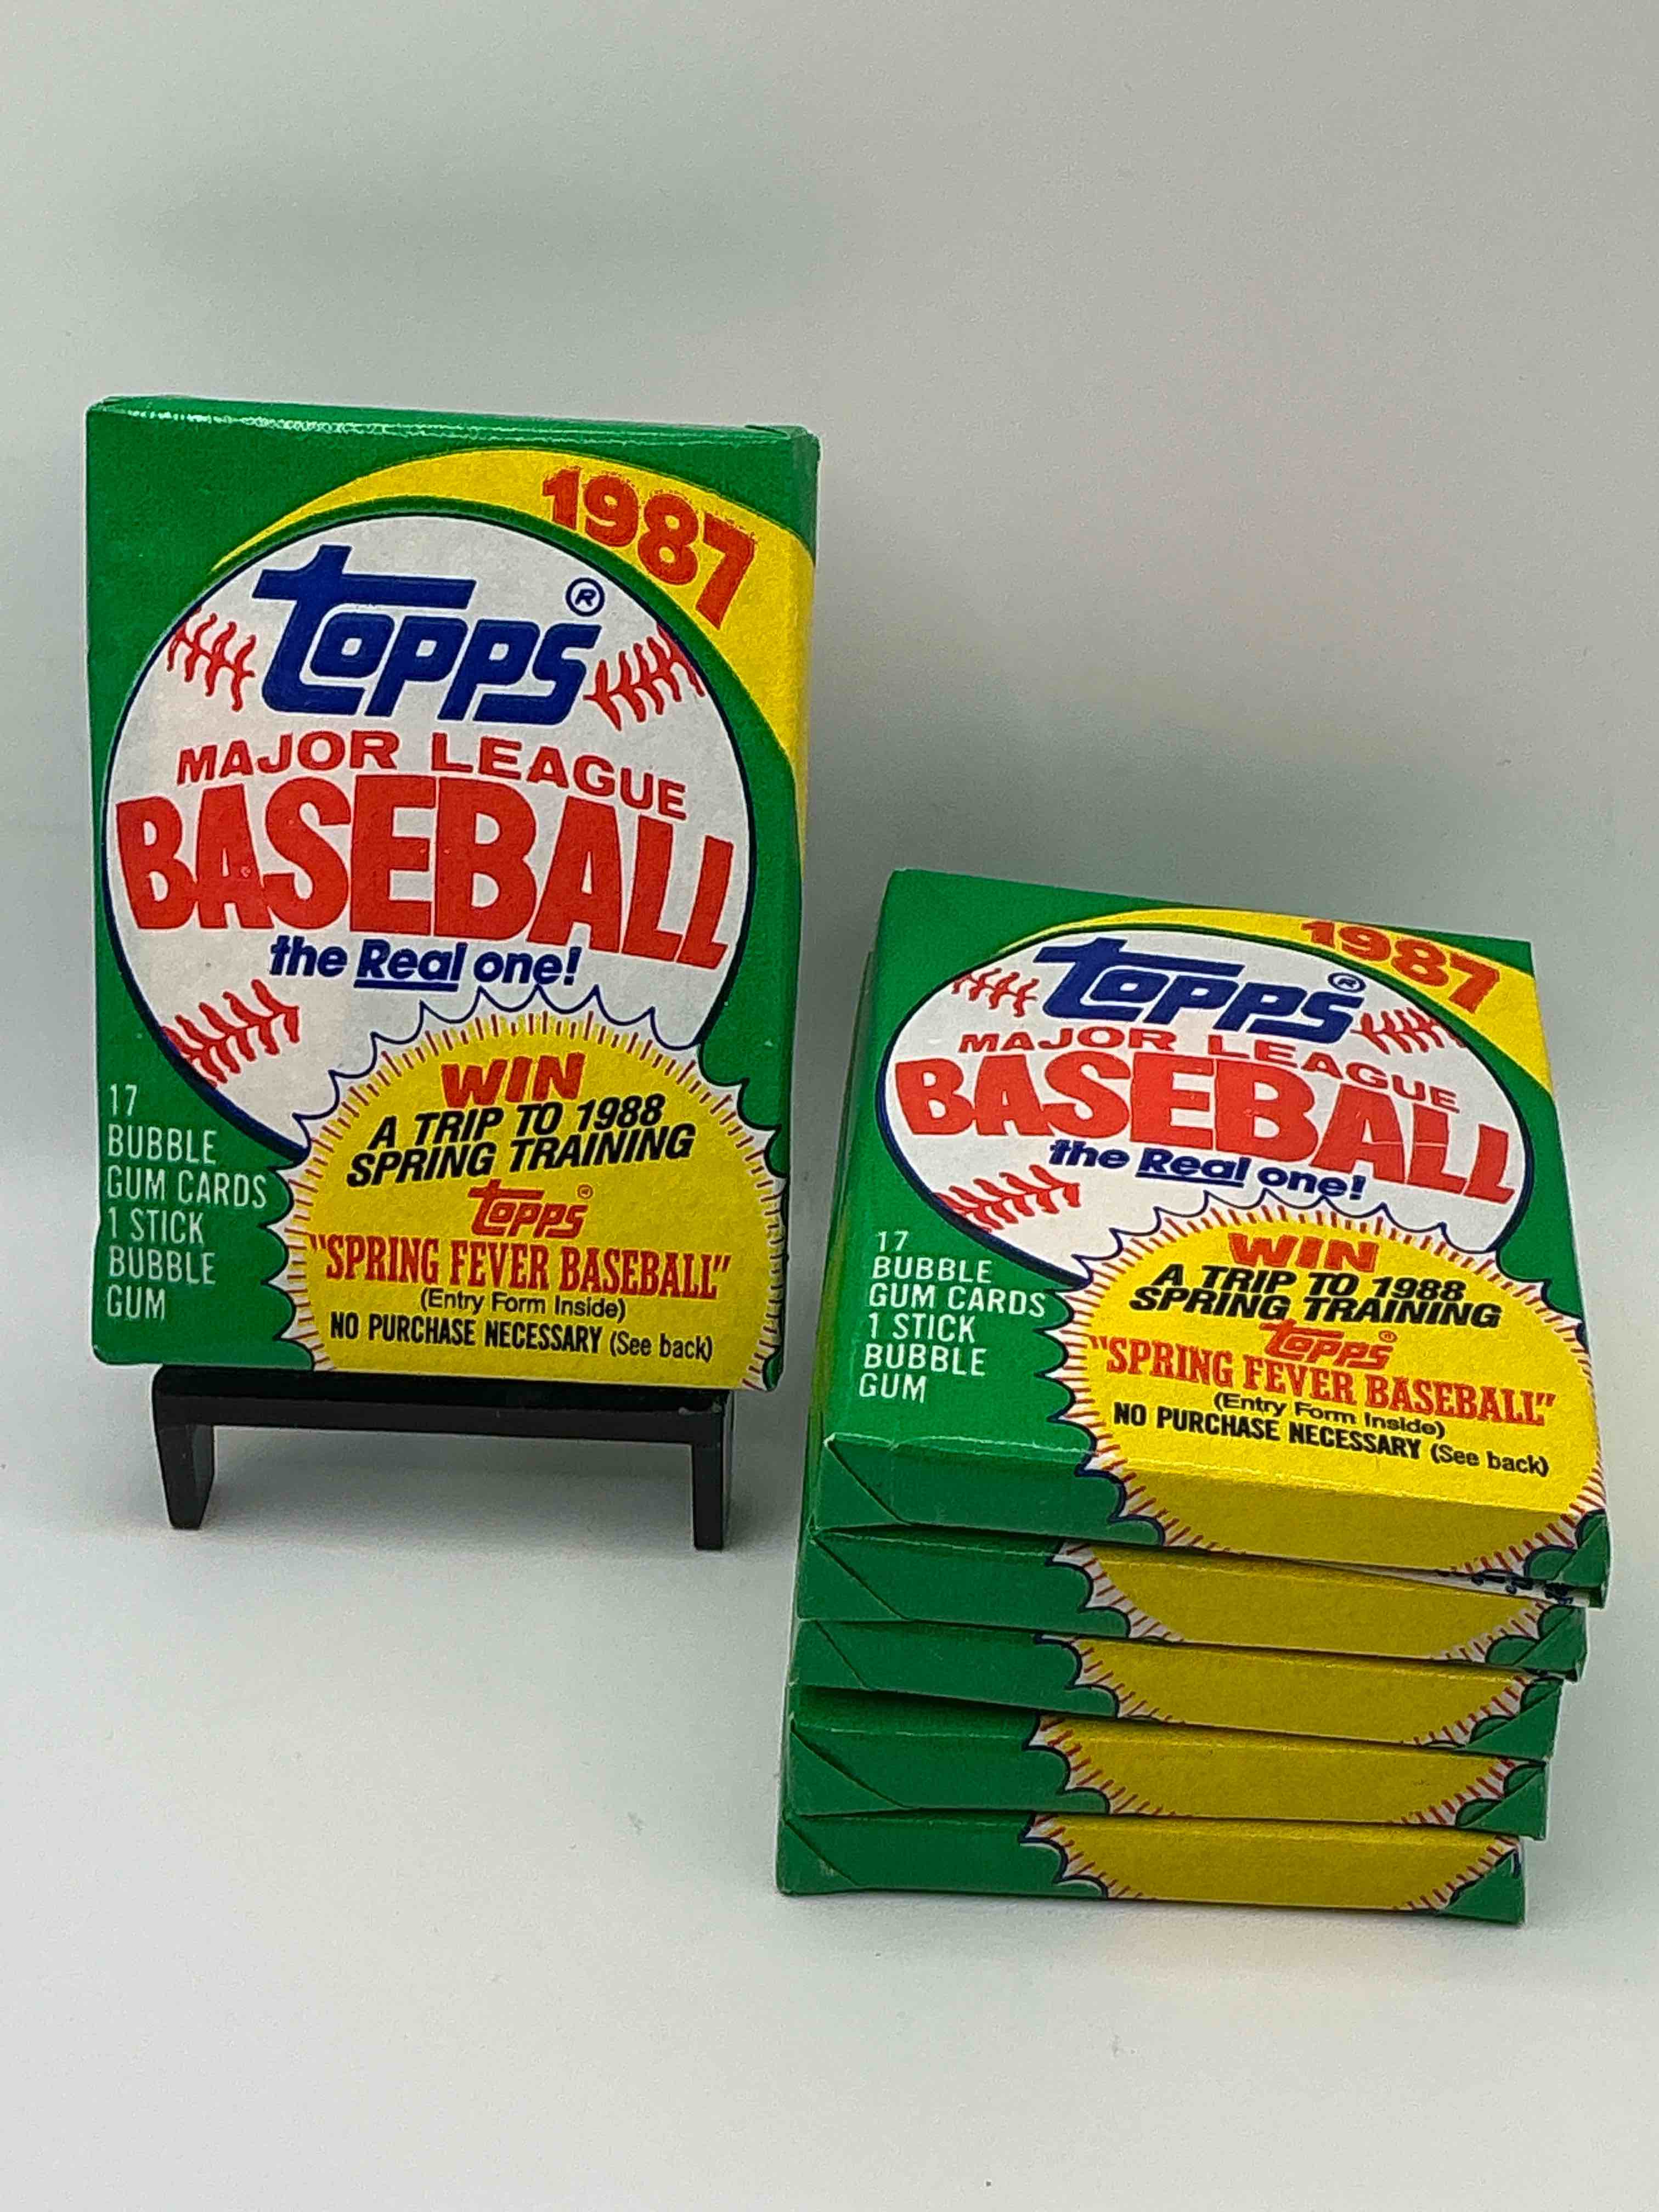 1987
Topps®
MAJOR LEAGUE
BASEBALL
the Real one!
17
BUBBLE
GUM CARDS
1 STICK
BUBBLE
GUM
WIN
A TRIP TO 1988
SPRING TRAINING
Topps®
"SPRING FEVER BASEBALL"
(Entry Form Inside)
NO PURCHASE NECESSARY (See back)
1987
Topps®
MAJOR LEAGUE
BASEBALL
the Real one!
17
BUBBLE
GUM CARDS
1 STICK
BUBBLE
GUM
WIN
A TRIP TO 1988
SPRING TRAINING
Topps®
"SPRING FEVER BASEBALL"
(Entry Form Inside)
NO PURCHASE NECESSARY (See back)